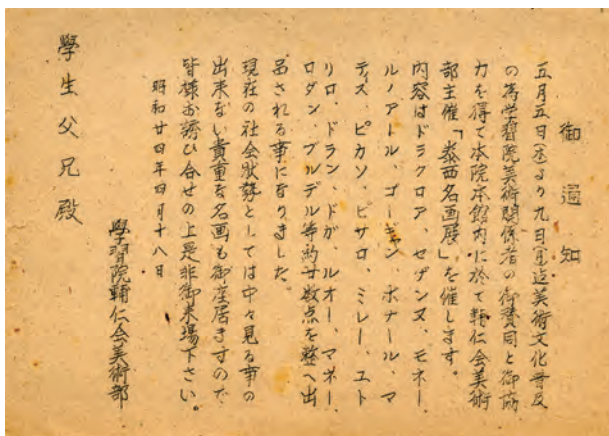 御通知
五月五日(木)より九日(月)迄美術文化普及
の為学習院美術関係者の御賛同と御協
力を得て本院本館内に於て輔仁会美術
部主催「泰西名画展」を催します。
内容はドラクロア、セザンヌ、モネー、
ルノアール、ゴーギャン、ボナール、マ
ティス、ピカソ、ピサロ、ミレー、ユト
リロ、ドラン、ドガ、ルオー、マネー、
ロダン、ブルデル等約廿数点を整へ出
品される事になりました。
現在の社会状勢としては中々見る事の
出来ない貴重な名画も御座居ますので
皆様お誘ひ合せの上是非御来場下さい。
昭和廿四年四月十八日
學習院輔仁会美術部
學生父兄殿